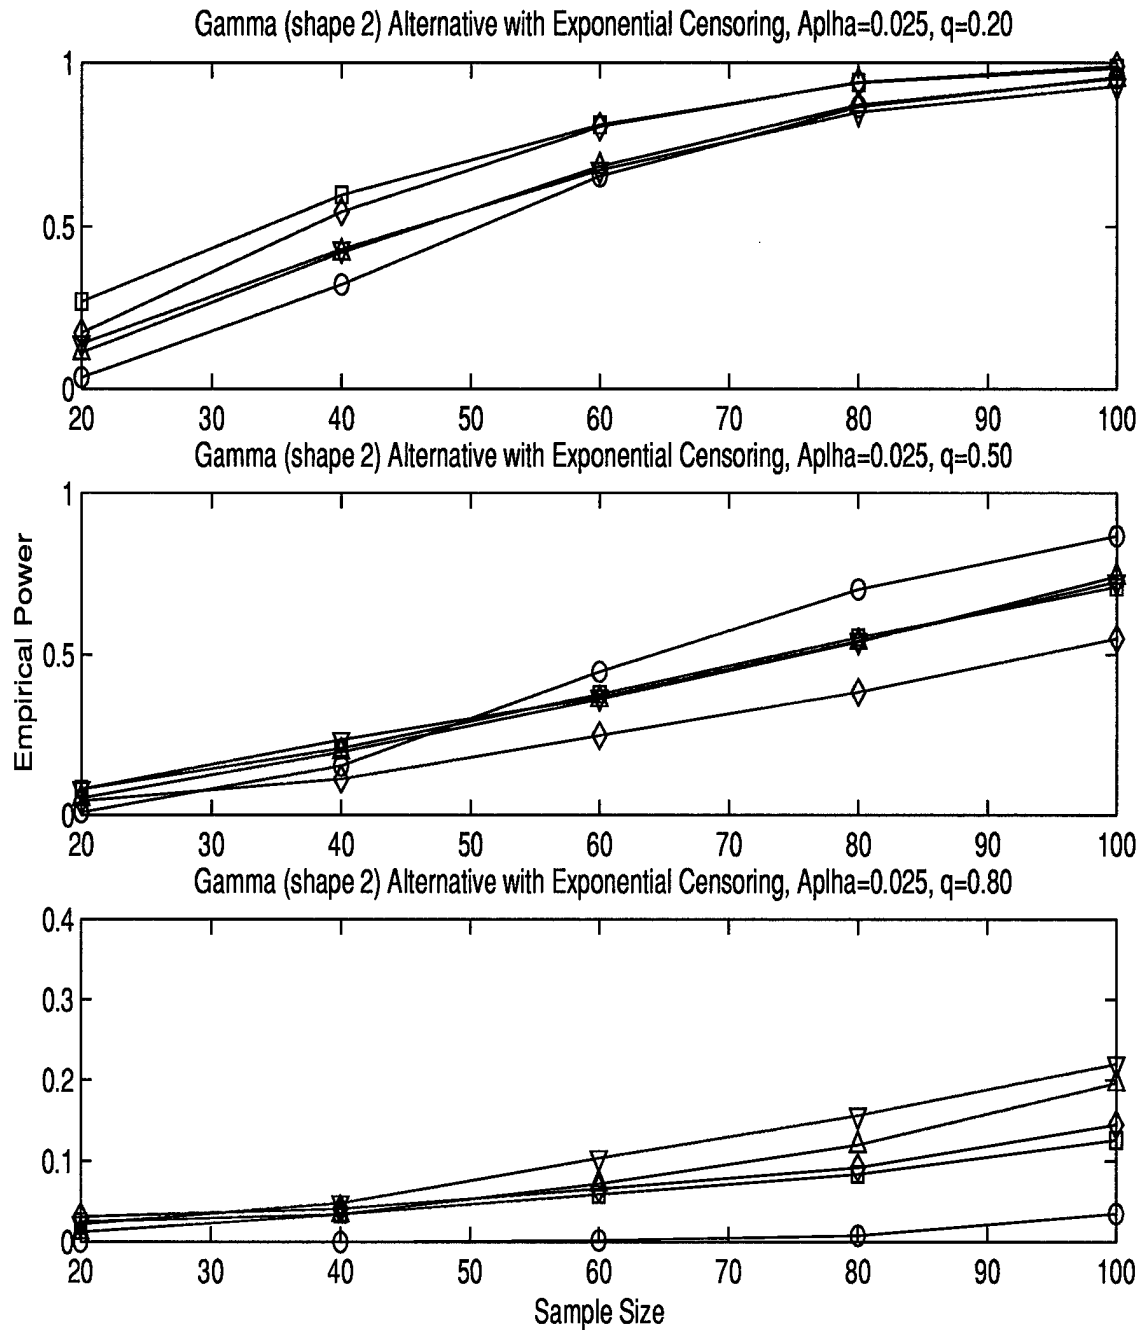 Gamma (shape 2) Alternative with Exponential Censoring, Aplha=0.025, q=0.20
1
0.5
0
20 30 40 50 60 70 80 90 100
Gamma (shape 2) Alternative with Exponential Censoring, Aplha=0.025, q=0.50
1
0.5
0
Empirical Power
20 30 40 50 60 70 80 90 100
Gamma (shape 2) Alternative with Exponential Censoring, Aplha=0.025, q=0.80
0.4
0.3
0.2
0.1
0
20 30 40 50 60 70 80 90 100
Sample Size